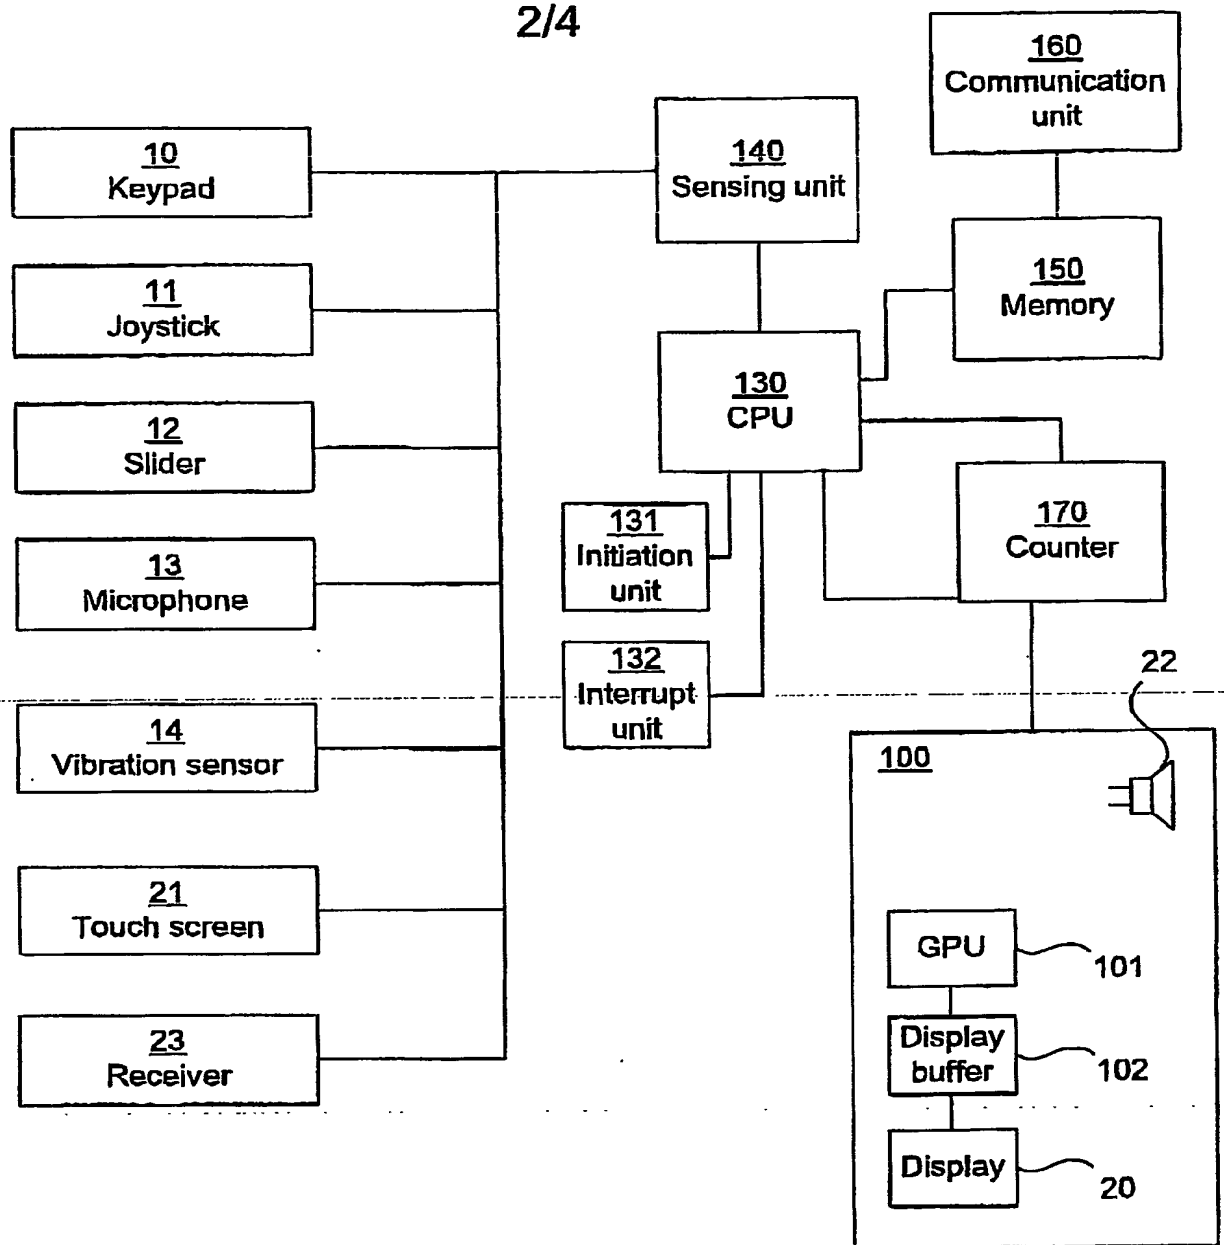 2/4
160
Communication
unit
10
Keypad
140
Sensing unit
11
Joystick
150
Memory
12
Slider
130
CPU
13
Microphone
131
Initiation
unit
170
Counter
132
Interrupt
unit
22
14
Vibration sensor
100
21
Touch screen
GPU
101
23
Receiver
Display
buffer
102
Display
20